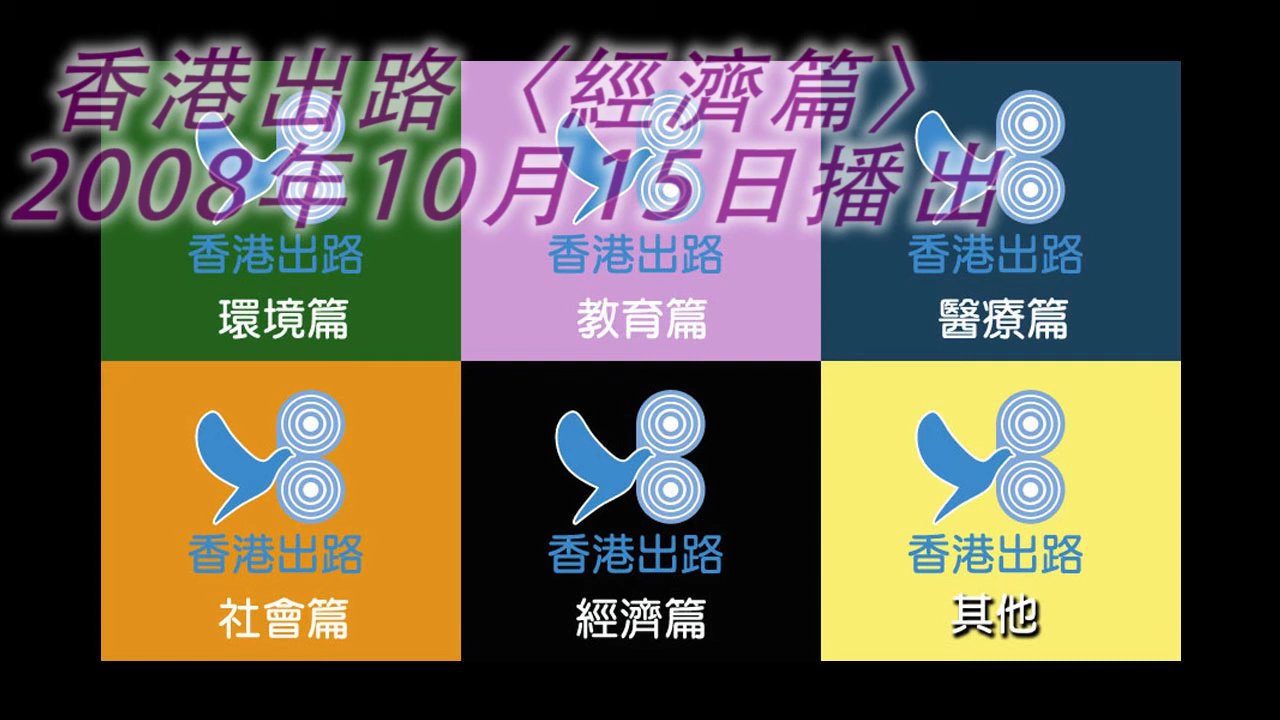 香港出路〈經濟篇〉
2008年10月15日播出
香港出路
環境篇
香港出路
教育篇
香港出路
醫療篇
香港出路
社會篇
香港出路
經濟篇
香港出路
其他